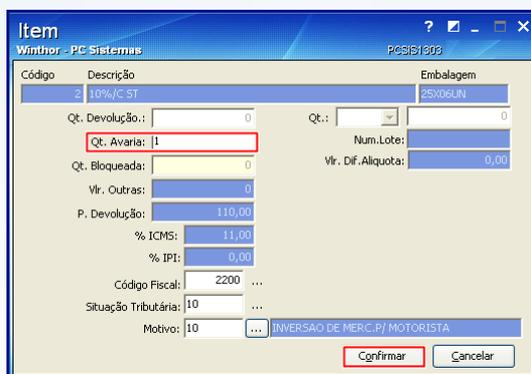 Item
Winthor - PC Sistemas PCSIS1303
Código Descrição Embalagem
2 10%/C ST 25X06UN
Qt. Devolução.: 0 Qt.: 0
Qt. Avaria: 1 Num.Lote:
Qt. Bloqueada: 0 Vlr. Dif.Aliquota: 0,00
Vlr. Outras: 0
P. Devolução: 110,00
% ICMS: 11,00
% IPI: 0,00
Código Fiscal: 2200 ...
Situação Tributária: 10 ...
Motivo: 10 ... INVERSAO DE MERC.P/ MOTORISTA
Confirmar Cancelar